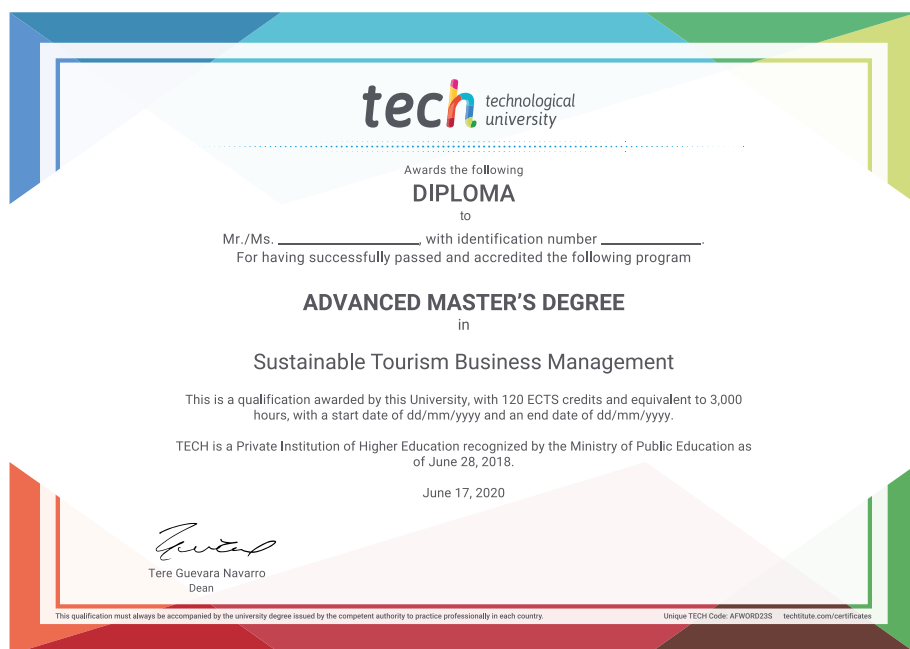 tech technological
university
Awards the following
DIPLOMA
to
Mr./Ms. ____________, with identification number ____________.
For having successfully passed and accredited the following program
ADVANCED MASTER'S DEGREE
in
Sustainable Tourism Business Management
This is a qualification awarded by this University, with 120 ECTS credits and equivalent to 3,000
hours, with a start date of dd/mm/yyyy and an end date of dd/mm/yyyy.
TECH is a Private Institution of Higher Education recognized by the Ministry of Public Education as
of June 28, 2018.
June 17, 2020
Tere Guevara Navarro
Dean
This qualification must always be accompanied by the university degree issued by the competent authority to practice professionally in each country. Unique TECH Code: AFWORD23S techtitute.com/certificates